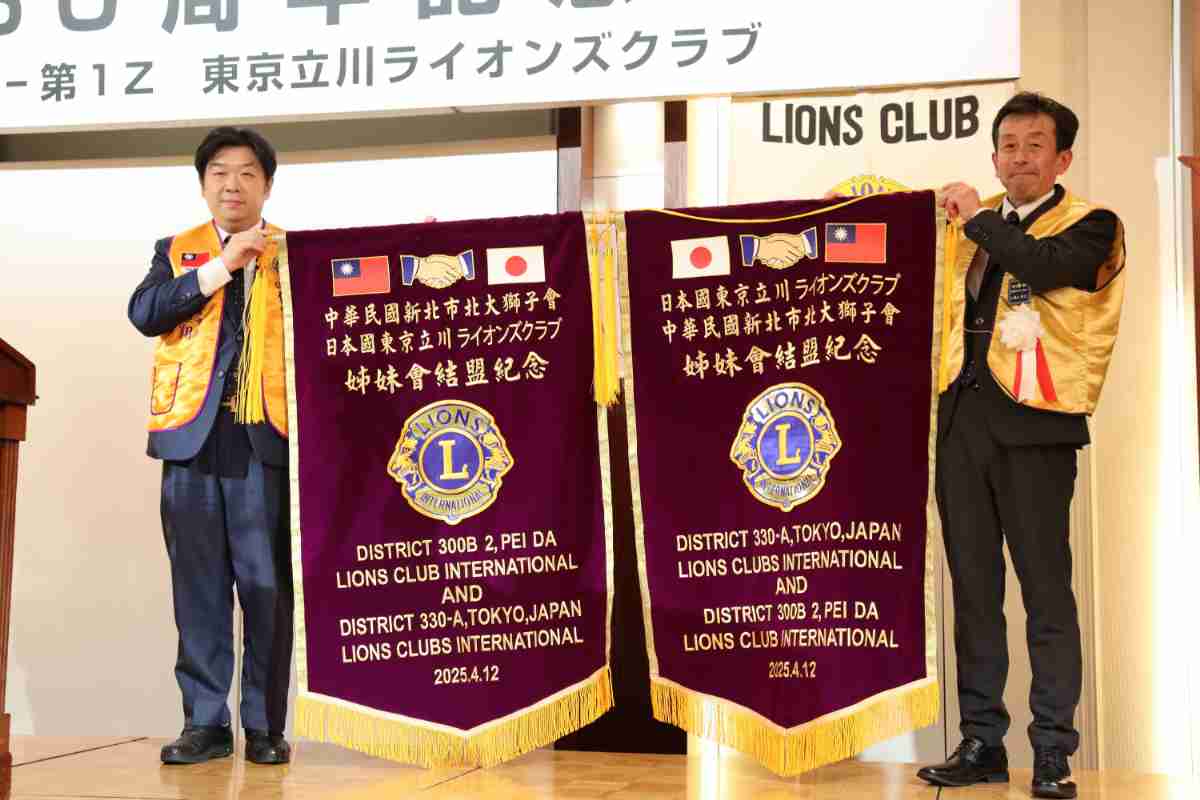 周年記念
－第1Z 東京立川ライオンズクラブ
LIONS CLUB
中華民國新北市北大獅子會
日本國東京立川ライオンズクラブ
姊妹會結盟紀念
LIONS
L
INTERNATIONAL
DISTRICT 300B 2, PEI DA
LIONS CLUB INTERNATIONAL
AND
DISTRICT 330-A,TOKYO,JAPAN
LIONS CLUBS INTERNATIONAL
2025.4.12
日本國東京立川ライオンズクラブ
中華民國新北市北大獅子會
姊妹會結盟紀念
LIONS
L
INTERNATIONAL
DISTRICT 330-A,TOKYO,JAPAN
LIONS CLUBS INTERNATIONAL
AND
DISTRICT 300B 2, PEI DA
LIONS CLUB INTERNATIONAL
2025.4.12